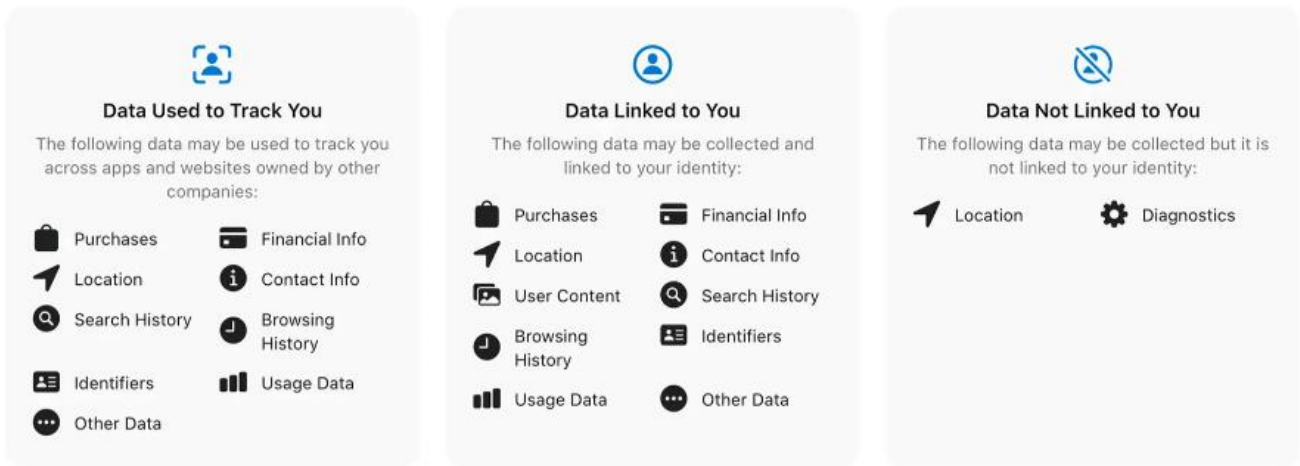 Data Used to Track You
The following data may be used to track you
across apps and websites owned by other
companies:
Purchases
Financial Info
Location
Contact Info
Search History
Browsing
History
Identifiers
Usage Data
Other Data
Data Linked to You
The following data may be collected and
linked to your identity:
Purchases
Financial Info
Location
Contact Info
User Content
Search History
Browsing
History
Identifiers
Usage Data
Other Data
Data Not Linked to You
The following data may be collected but it is
not linked to your identity:
Location
Diagnostics